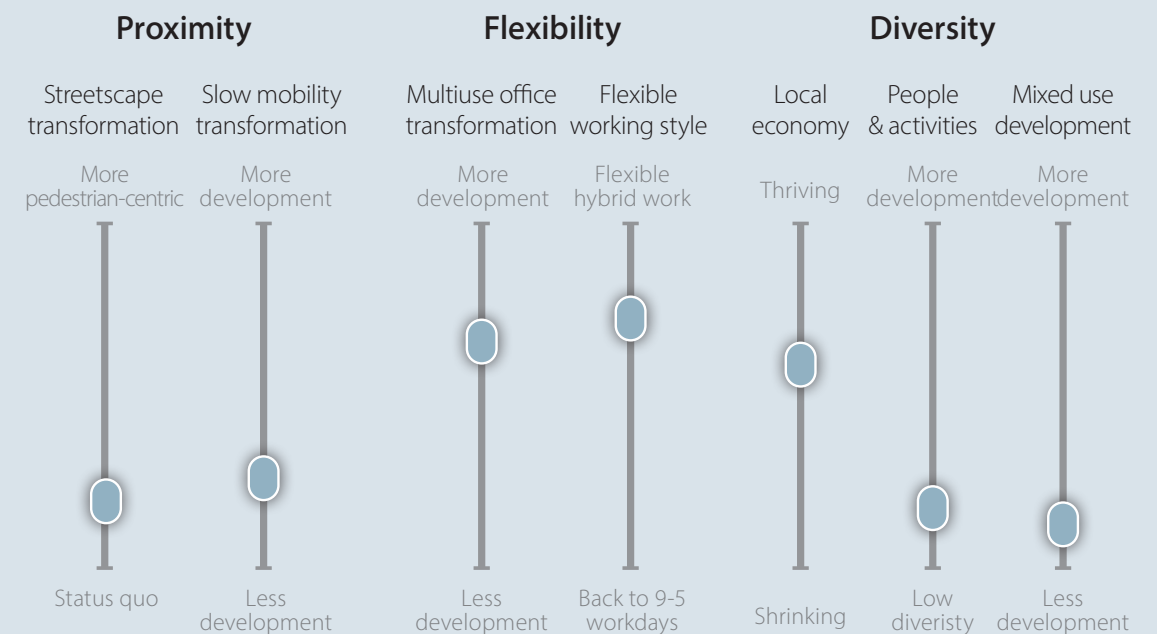 Proximity
Flexibility
Diversity
Streetscape
transformation
Slow mobility
transformation
Multiuse office
transformation
Flexible
working style
Local
economy
People
& activities
Mixed use
development
More
pedestrian-centric
More
development
More
development
Flexible
hybrid work
Thriving
More
development
More
development
Status quo
Less
development
Less
development
Back to 9-5
workdays
Shrinking
Low
diveristy
Less
development